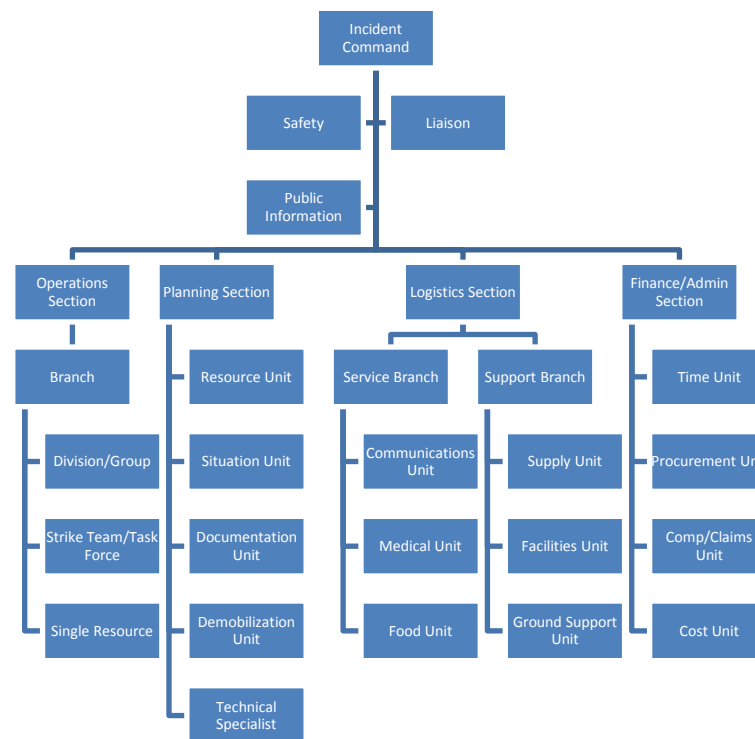 Incident
Command
Safety
Liaison
Public
Information
Operations
Section
Planning Section
Logistics Section
Finance/Admin
Section
Branch
Resource Unit
Service Branch
Support Branch
Time Unit
Division/Group
Situation Unit
Communications
Unit
Supply Unit
Procurement Un
Strike Team/Task
Force
Documentation
Unit
Medical Unit
Facilities Unit
Comp/Claims
Unit
Single Resource
Demobilization
Unit
Food Unit
Ground Support
Unit
Cost Unit
Technical
Specialist